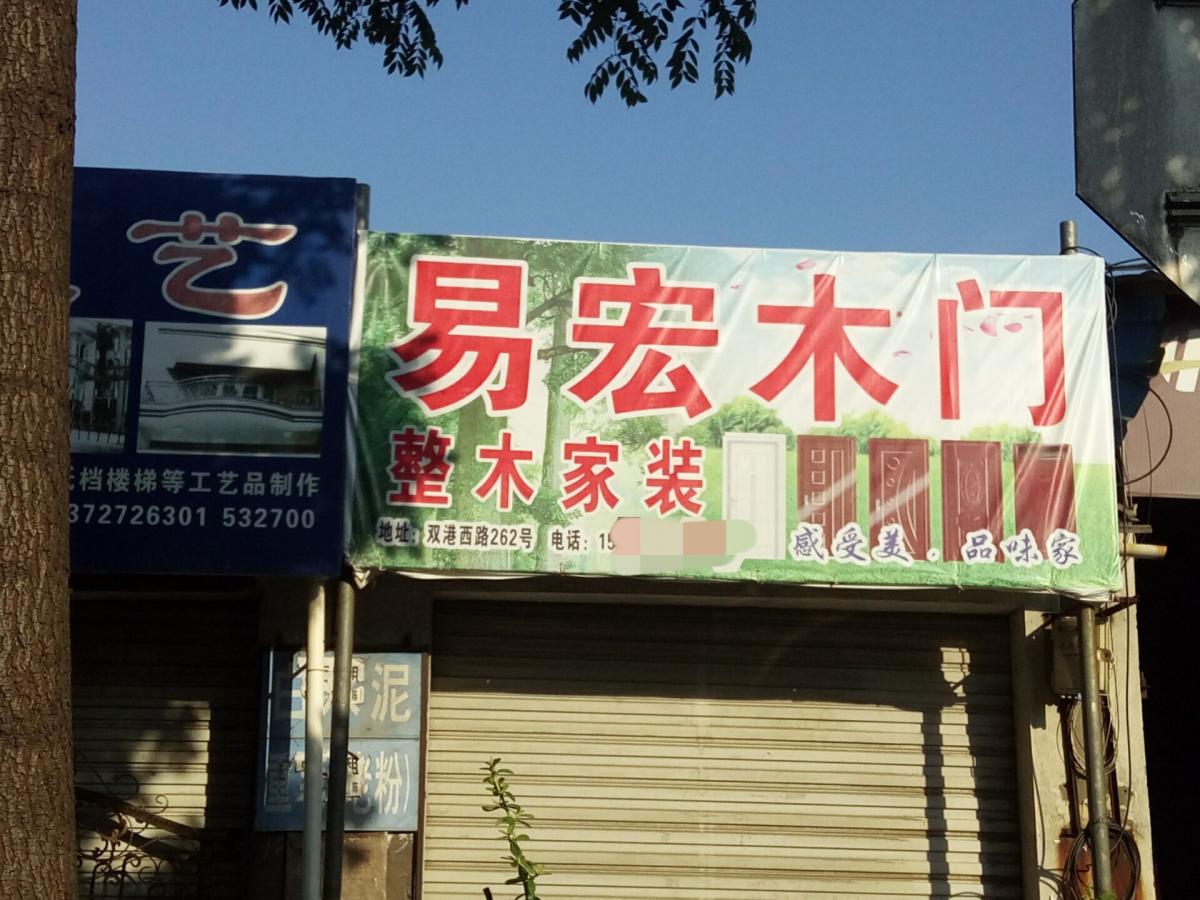 艺
档楼梯等工艺品制作
372726301 532700
易宏木门
整木家装
地址：双港西路262号 电话：15
感受美·品味家
泥
粉）